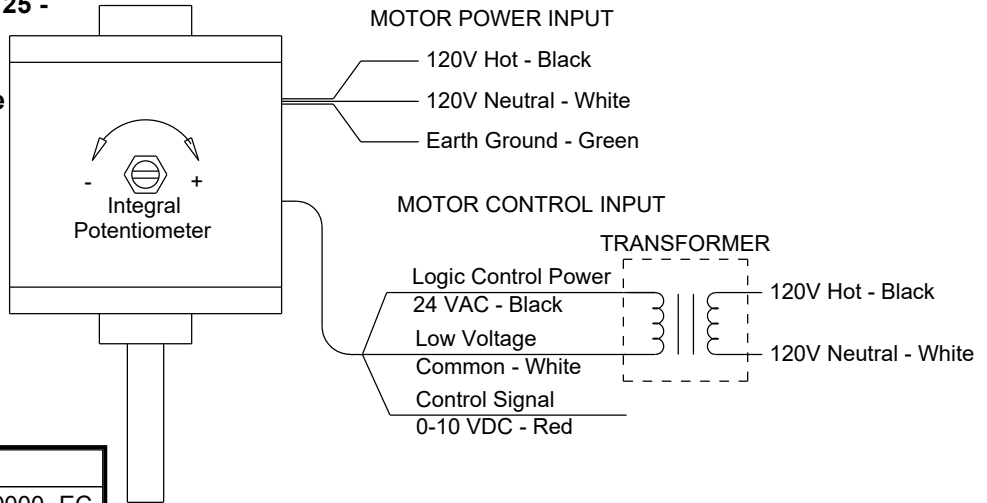 25 -
MOTOR POWER INPUT
120V Hot - Black
e
120V Neutral - White
Earth Ground - Green
- +
Integral
Potentiometer
MOTOR CONTROL INPUT
TRANSFORMER
Logic Control Power
24 VAC - Black
120V Hot - Black
Low Voltage
Common - White
120V Neutral - White
Control Signal
0-10 VDC - Red